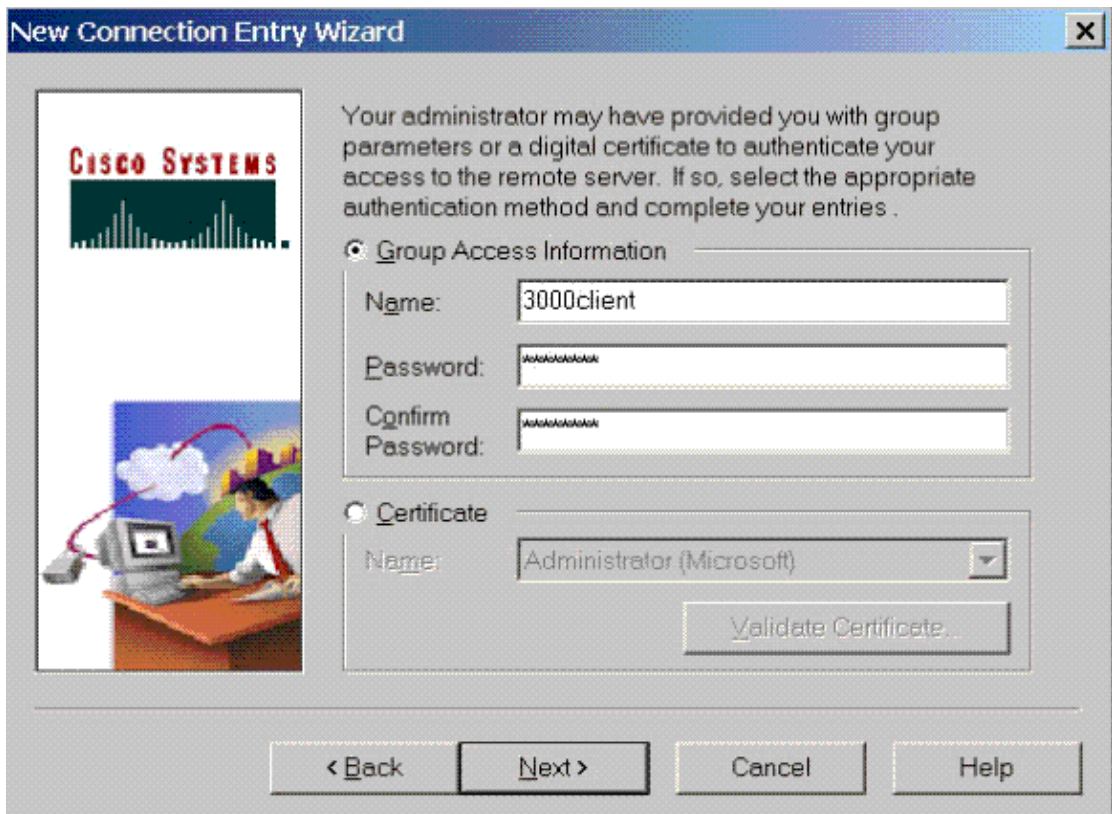 New Connection Entry Wizard
CISCO SYSTEMS
Your administrator may have provided you with group
parameters or a digital certificate to authenticate your
access to the remote server. If so, select the appropriate
authentication method and complete your entries .
Group Access Information
Name:
3000client
Password:
*********
Confirm
Password:
*********
Certificate
Name:
Administrator (Microsoft)
Validate Certificate...
< Back
Next >
Cancel
Help